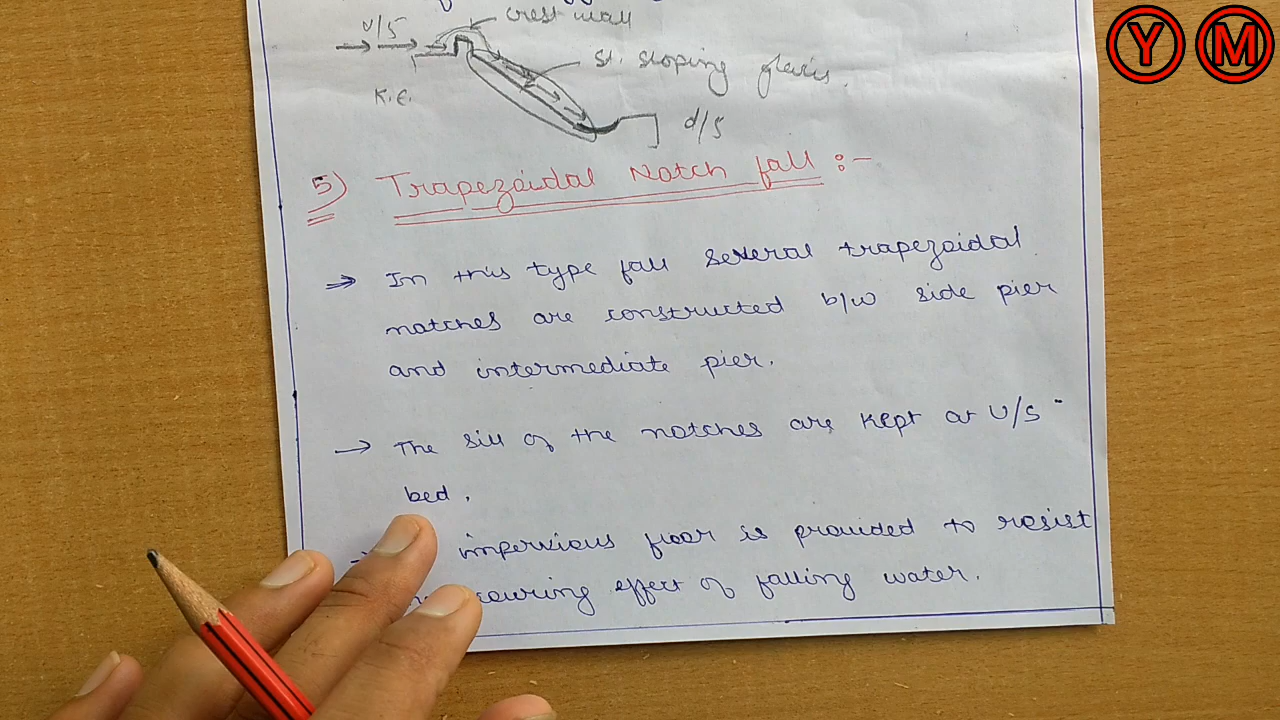 U/S
crest wall
st. sloping glacis.
K.E.
d/s
5) Trapezoidal Notch fall :-
→ In this type fall several trapezoidal
notches are constructed b/w side pier
and intermediate pier.
→ The sill of the notches are kept at U/S
bed.
impervious floor is provided to resist
scouring effect of falling water.
Y M